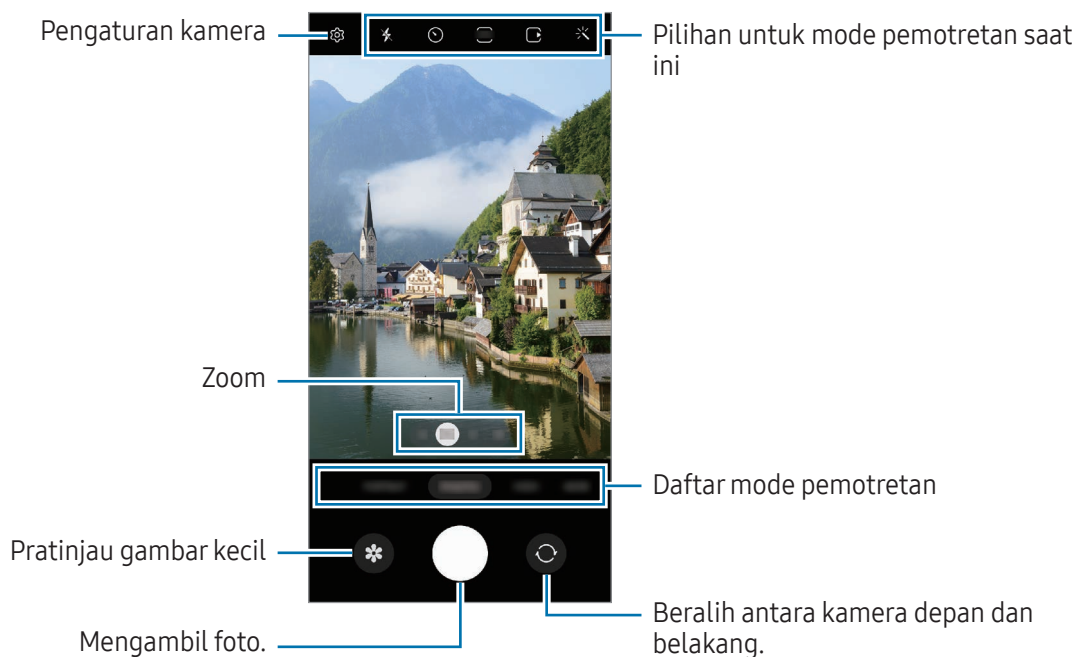 Pengaturan kamera
Pilihan untuk mode pemotretan saat
ini
Zoom
Daftar mode pemotretan
Pratinjau gambar kecil
Beralih antara kamera depan dan
belakang.
Mengambil foto.